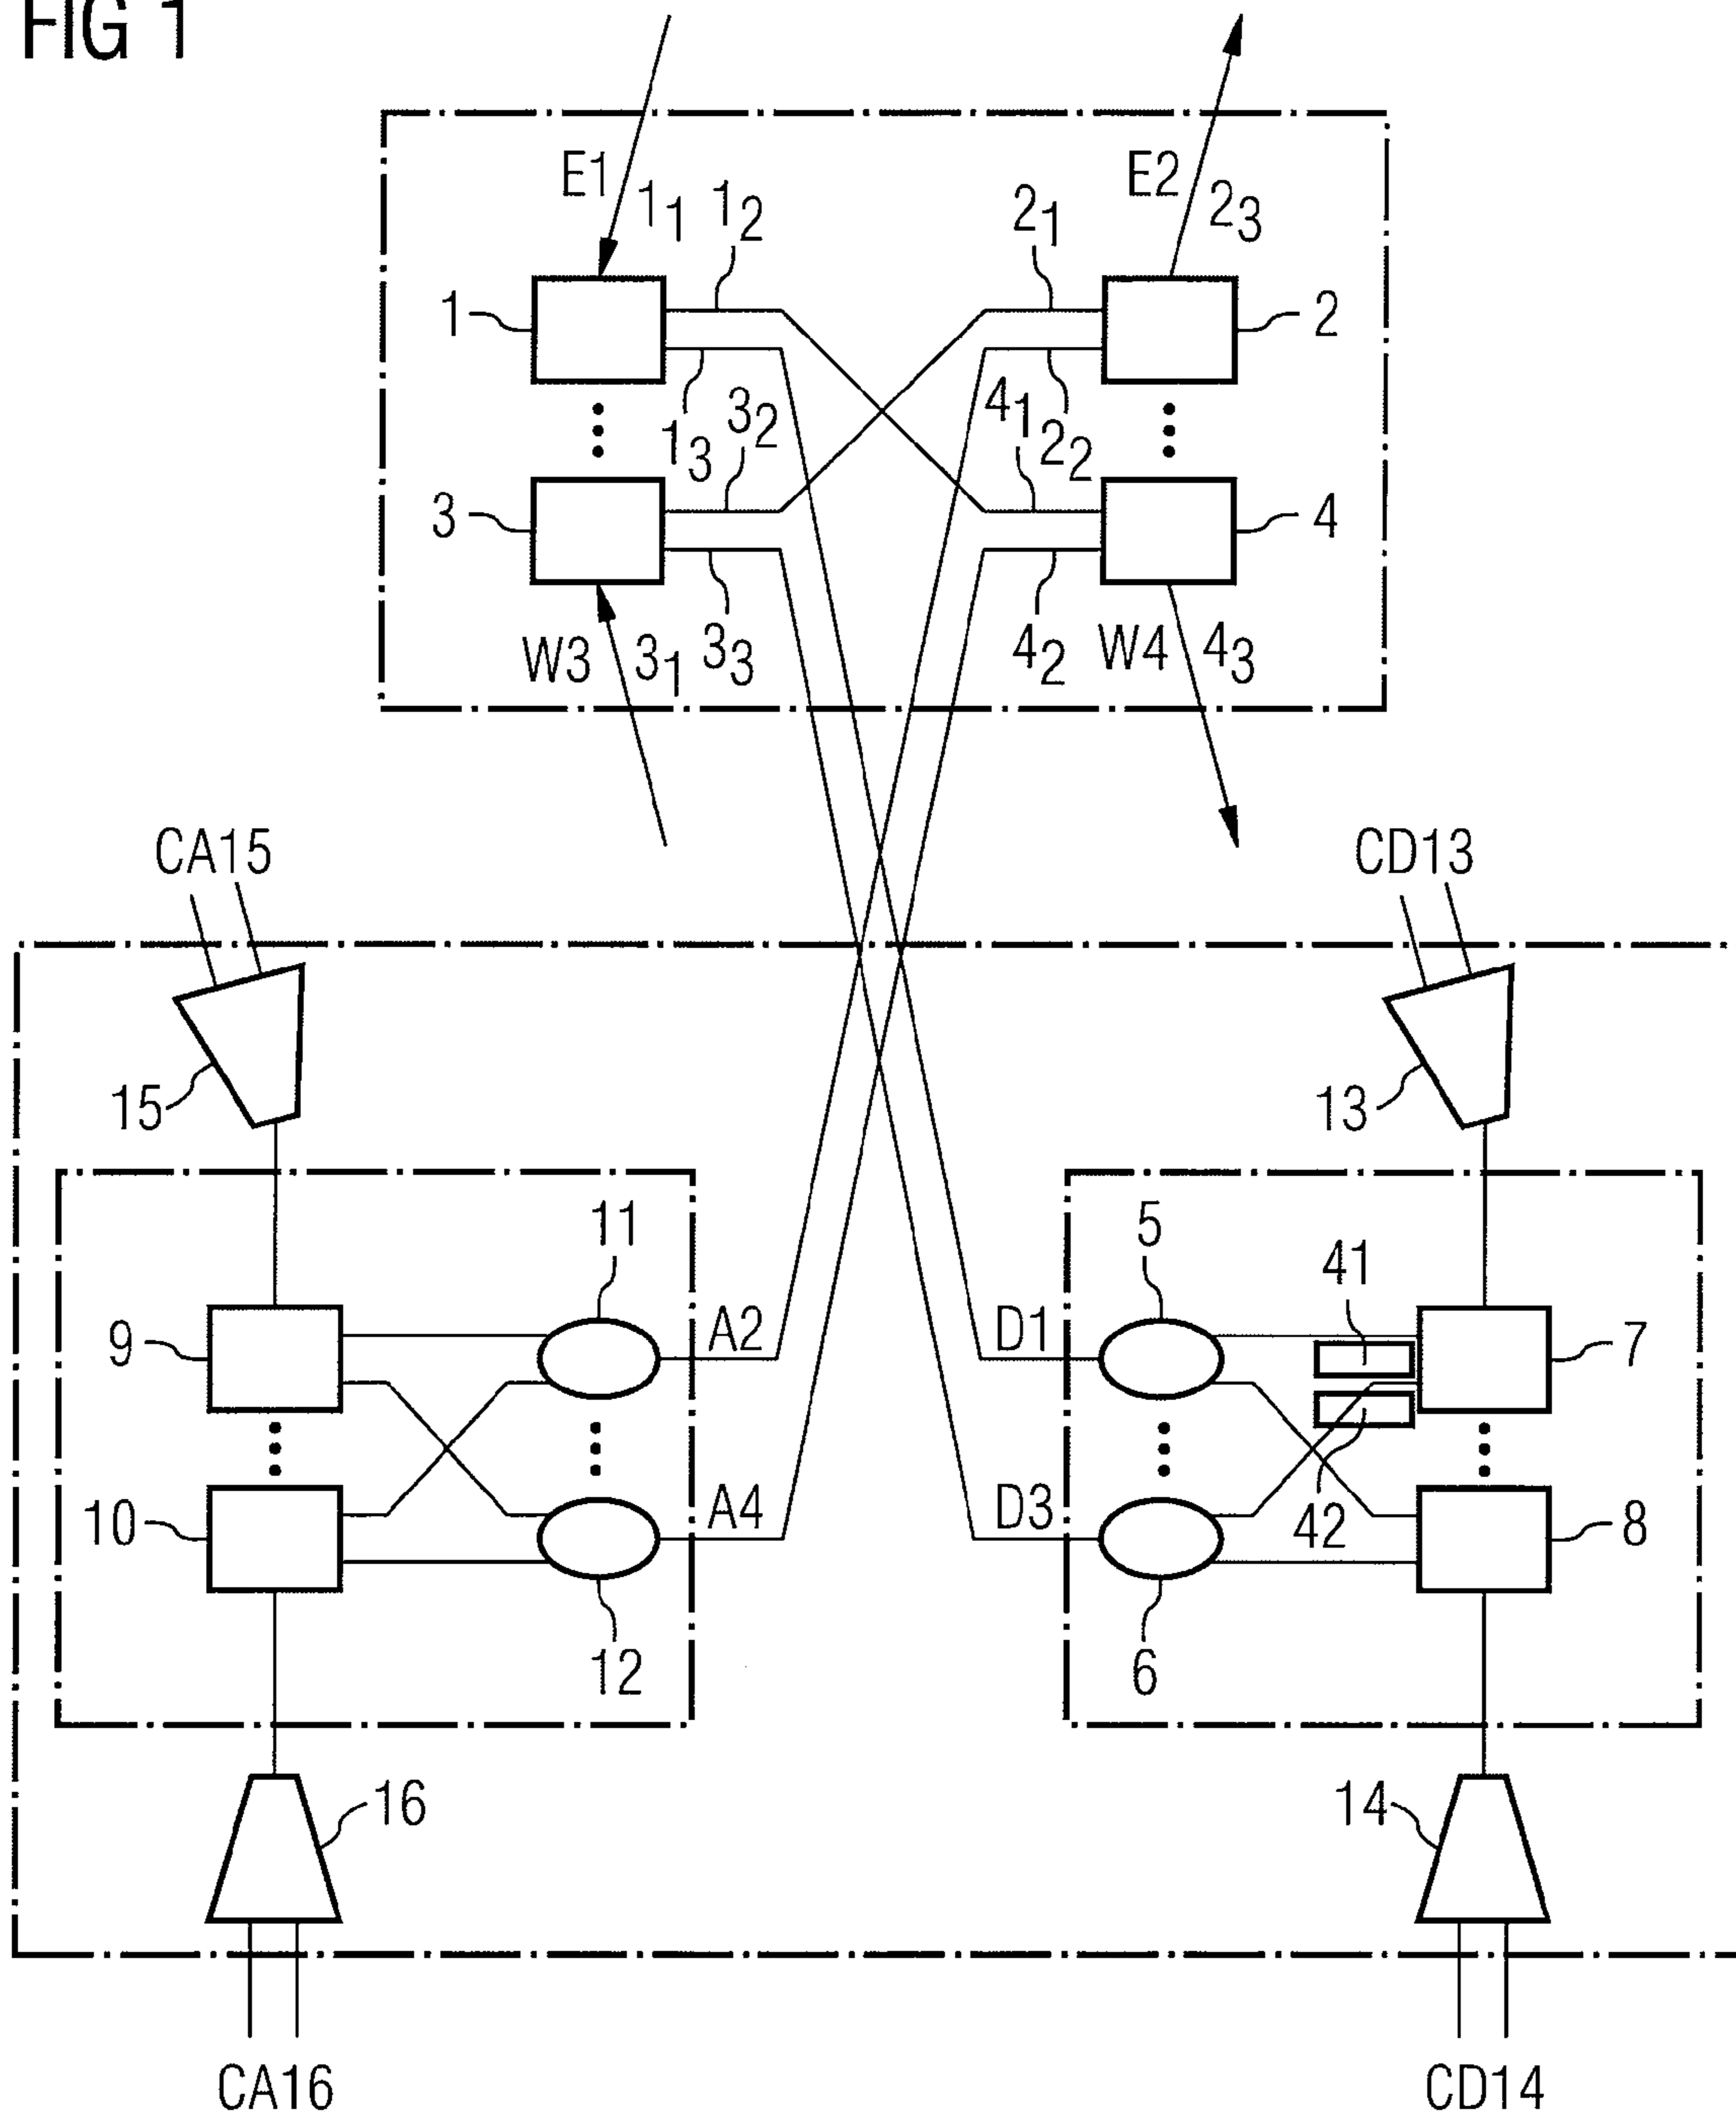 FIG 1
E1 1₁ 1₂ 2₁ E2 2₃
1 2
1₃ 3₂ 4₁ 2₂
3 4
W3 3₁ 3₃ 4₂ W4 4₃
CA15 CD13
15 13
11 5 41
9 A2 D1 7
10 A4 D3 42 8
12 6
16 14
CA16 CD14